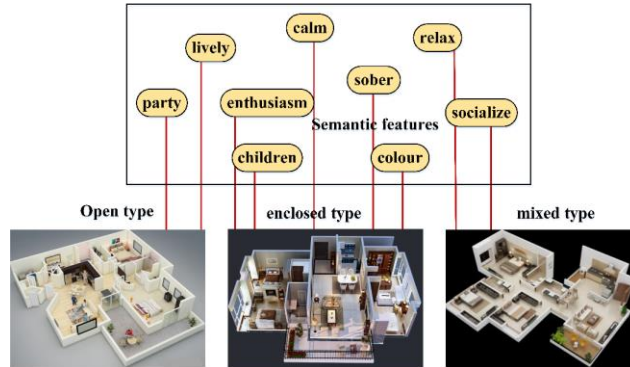 calm
relax
lively
sober
party
enthusiasm
socialize
Semantic features
children
colour
Open type
enclosed type
mixed type